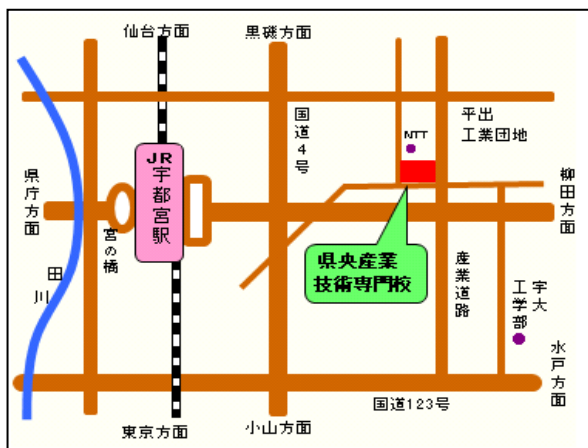 仙台方面
黒磯方面
国道4号
平出
工業団地
NTT
JR
宇都宮駅
県庁方面
柳田方面
宮の橋
県央産業
技術専門校
田川
産業道路
宇大
工学部
水戸方面
国道123号
東京方面
小山方面